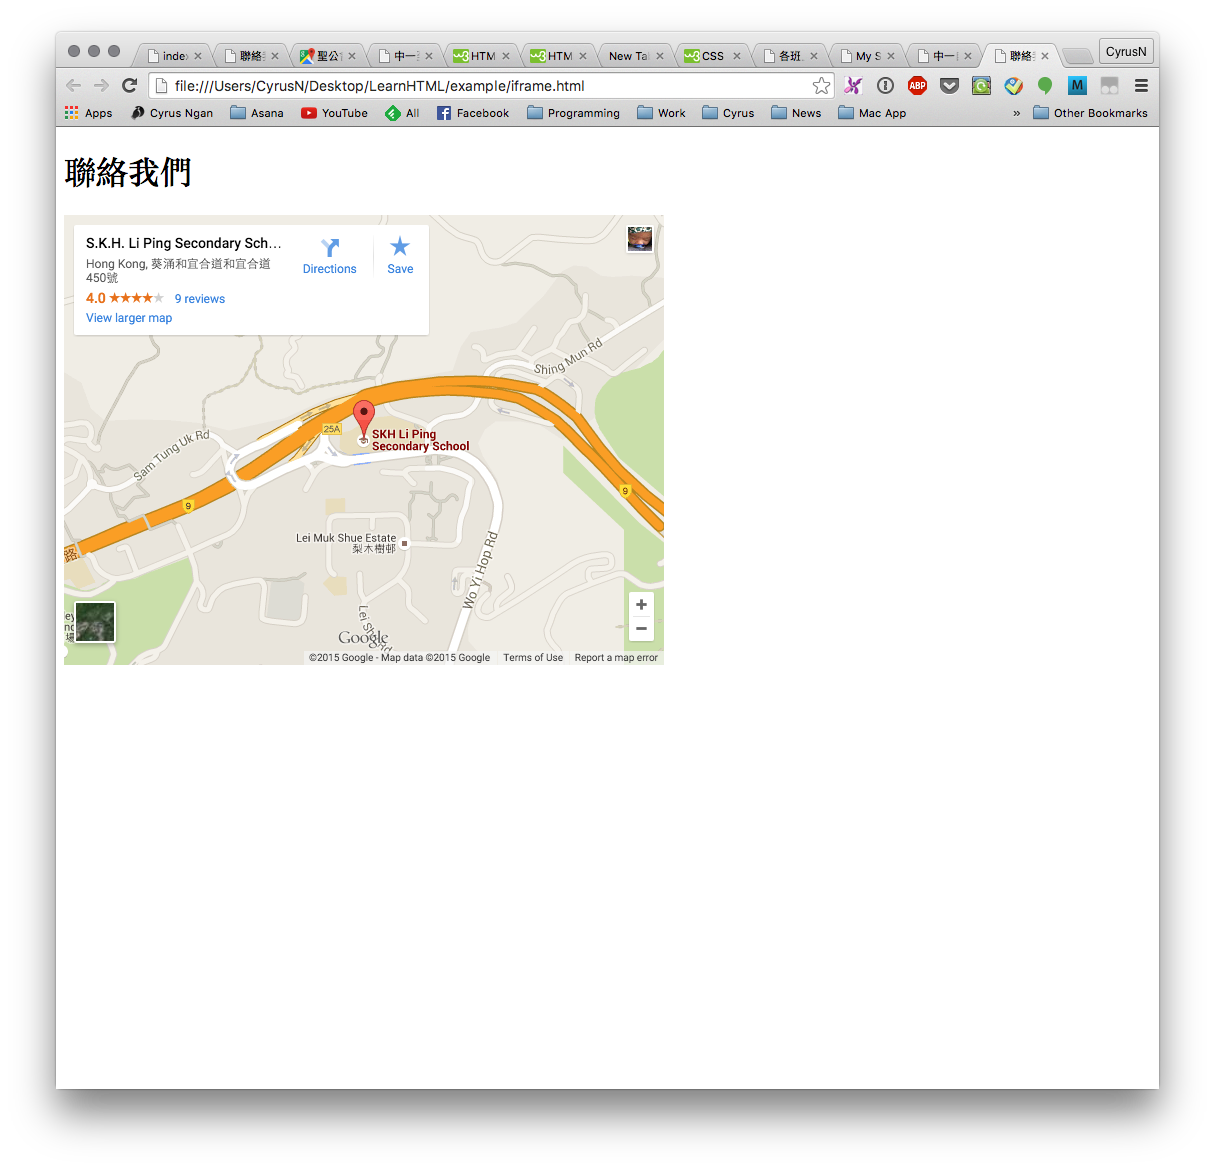 inde
聯絡
聖公
中一
HTM
HTM
New Ta
CSS
各班
My S
中一
聯絡
CyrusN
file:///Users/CyrusN/Desktop/LearnHTML/example/iframe.html
ABP
M
Apps
Cyrus Ngan
Asana
YouTube
All
Facebook
Programming
Work
Cyrus
News
Mac App
»
Other Bookmarks
聯絡我們
S.K.H. Li Ping Secondary Sch...
Hong Kong, 葵涌和宜合道和宜合道
450號
4.0 ★★★★★ 9 reviews
View larger map
Directions
Save
Shing Mun Rd
25A
SKH Li Ping
Secondary School
Sam Tung Uk Rd
9
9
路
Lei Muk Shue Estate
梨木樹邨
Wo Yi Hop Rd
Google
+
−
©2015 Google - Map data ©2015 Google
Terms of Use
Report a map error